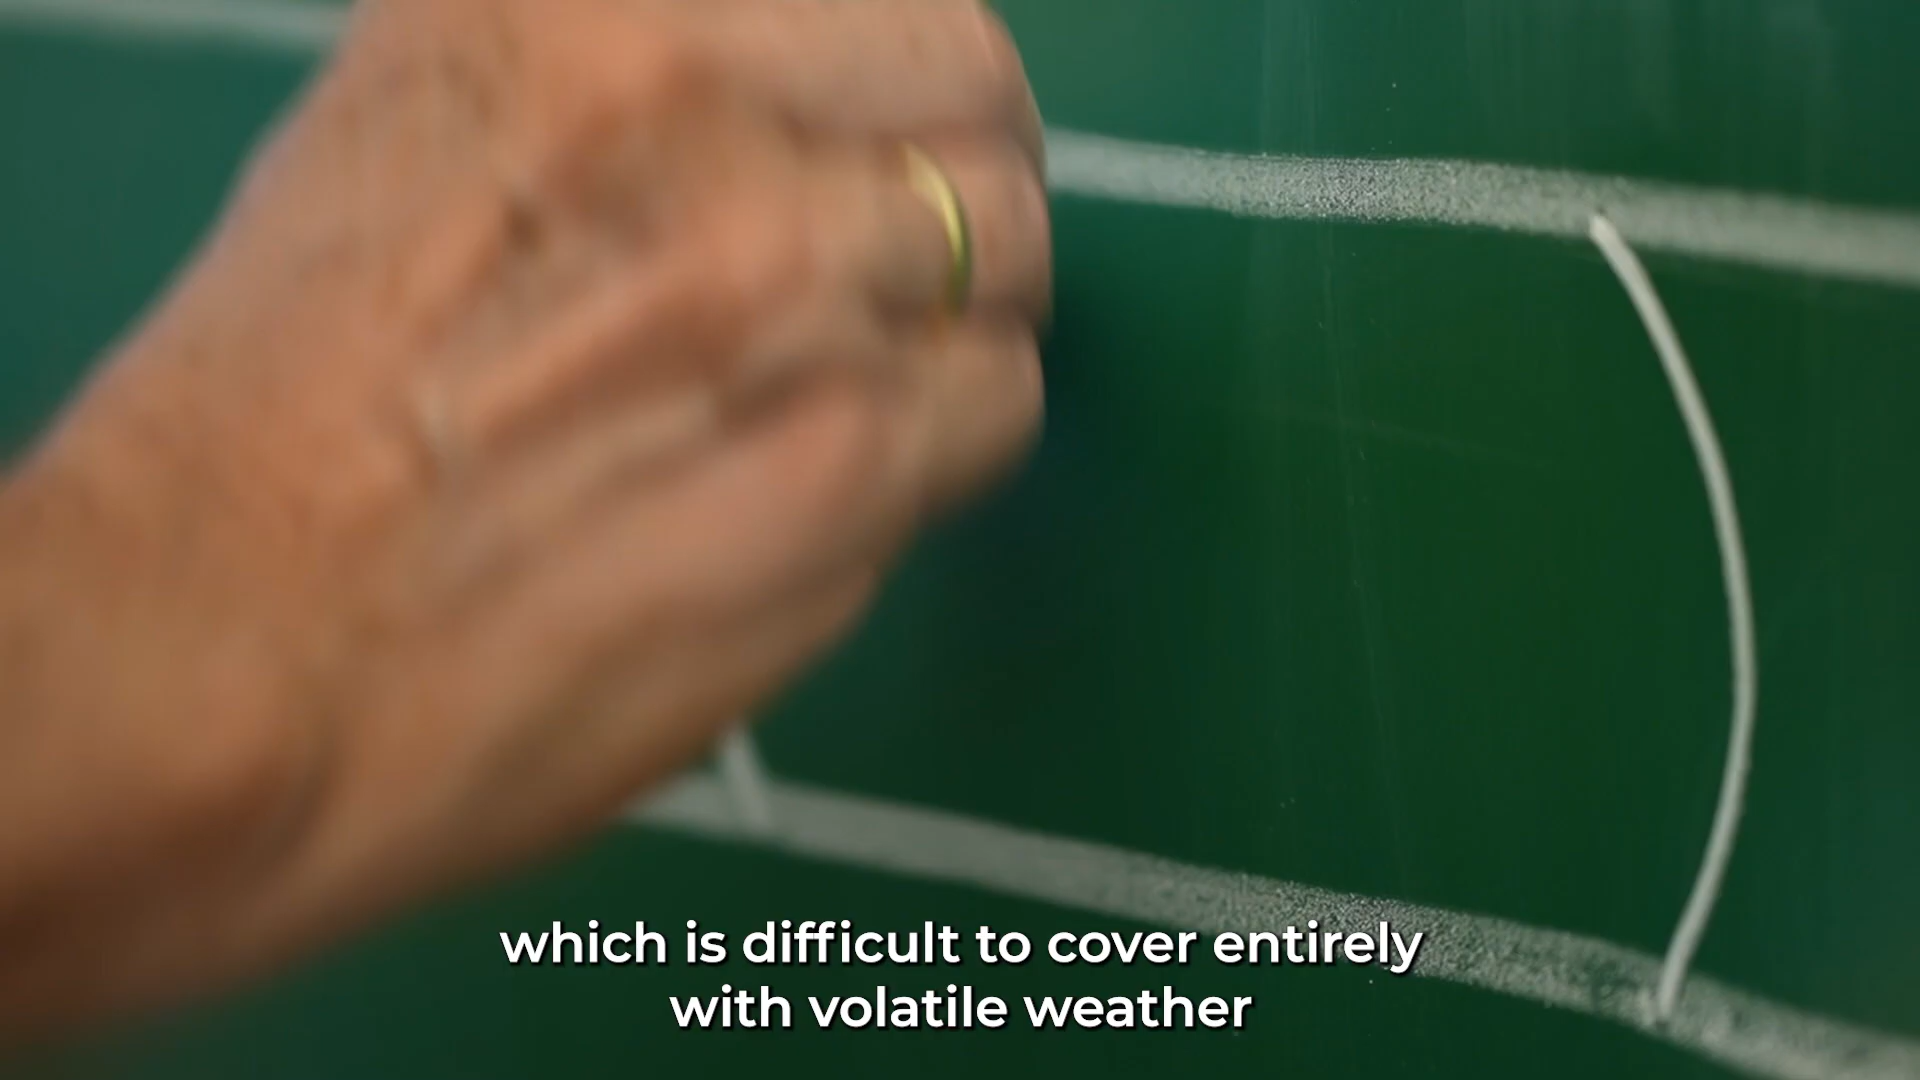 which is difficult to cover entirely
with volatile weather